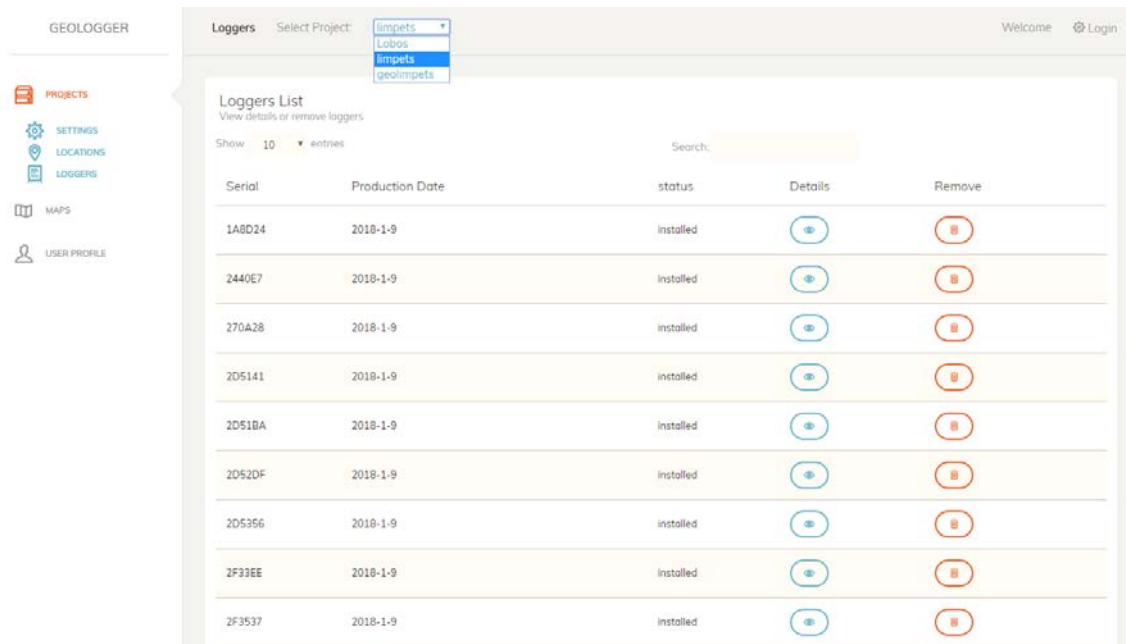 GEOLOGGER
Loggers Select Project: limpets Welcome Login
Lobos
limpets
geolimpets
PROJECTS
SETTINGS
LOCATIONS
LOGGERS
MAPS
USER PROFILE
Loggers List
View details or remove loggers
Show 10 entries Search:
Serial Production Date status Details Remove
1A8D24 2018-1-9 installed
2440E7 2018-1-9 installed
270A28 2018-1-9 installed
2D5141 2018-1-9 installed
2D51BA 2018-1-9 installed
2D52DF 2018-1-9 installed
2D5356 2018-1-9 installed
2F33EE 2018-1-9 installed
2F3537 2018-1-9 installed